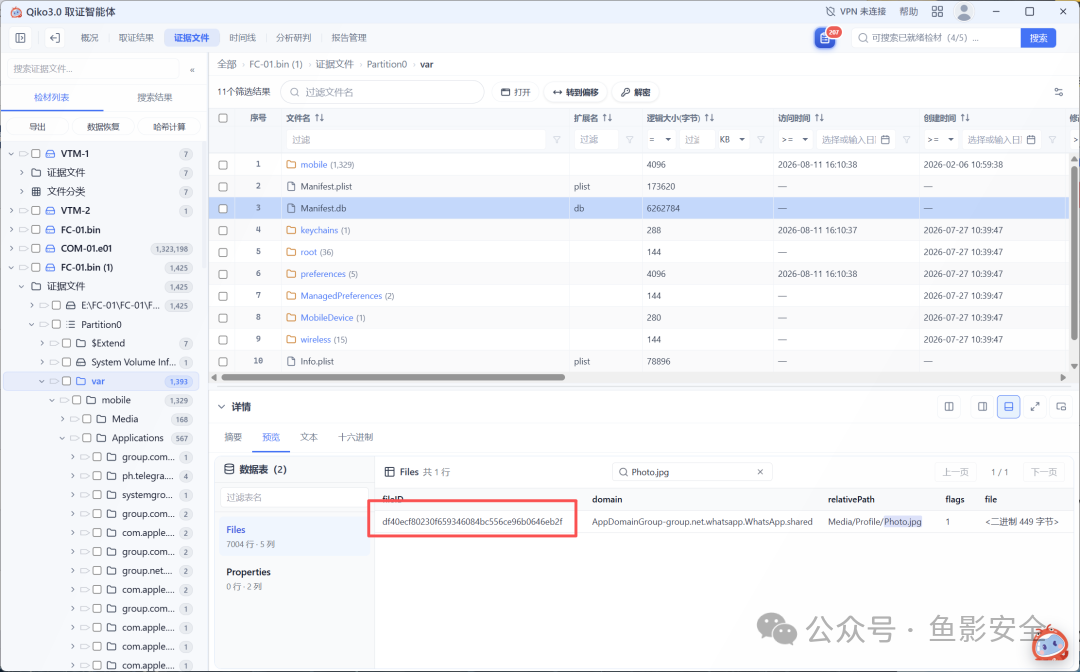 Qiko3.0 取证智能体
VPN 未连接 帮助
概况 取证结果 证据文件 时间线 分析研判 报告管理
207
可搜索已就绪检材（4/5）...
搜索
搜索证据文件...
«
检材列表 搜索结果
导出 数据恢复 哈希计算
VTM-1 7
证据文件 7
文件分类 7
VTM-2 1
FC-01.bin
COM-01.e01 1,323,198
FC-01.bin (1) 1,425
证据文件 1,425
E:\FC-01\FC-01\F... 1,425
Partition0
$Extend 7
System Volume Inf... 1
var 1,393
mobile 1,329
Media 168
Applications 567
group.com... 1
ph.telegra... 4
systemgro... 1
group.com... 2
com.apple... 2
group.com... 2
group.net... 2
com.apple... 2
group.com... 1
com.apple... 1
com.apple... 1
com.apple... 1
全部 › FC-01.bin (1) › 证据文件 › Partition0 › var
11个筛选结果 过滤文件名 打开 转到偏移 解密
序号 文件名 扩展名 逻辑大小(字节) 访问时间 创建时间
过滤 过滤 = KB >= 选择或输入日 >= 选择或输入日 >
1 mobile (1,329) 4096 2026-08-11 16:10:38 2026-02-06 10:59:38
2 Manifest.plist plist 173620 — —
3 Manifest.db db 6262784 — —
4 keychains (1) 288 2026-08-11 16:10:37 2026-07-27 10:39:47
5 root (36) 144 — 2026-07-27 10:39:47
6 preferences (5) 4096 2026-08-11 16:10:38 2026-07-27 10:39:47
7 ManagedPreferences (2) 144 — 2026-07-27 10:39:47
8 MobileDevice (1) 280 — 2026-07-27 10:39:47
9 wireless (15) 144 — 2026-07-27 10:39:47
10 Info.plist plist 78896 — —
详情
摘要 预览 文本 十六进制
数据表（2）
过滤表名
Files
7004 行 · 5 列
Properties
0 行 · 2 列
Files 共 1 行 Photo.jpg 上一页 1 / 1 下一页
fileID domain relativePath flags file
df40ecf80230f659346084bc556ce96b0646eb2f AppDomainGroup-group.net.whatsapp.WhatsApp.shared Media/Profile/Photo.jpg 1 <二进制 449 字节>
公众号 · 鱼影安全